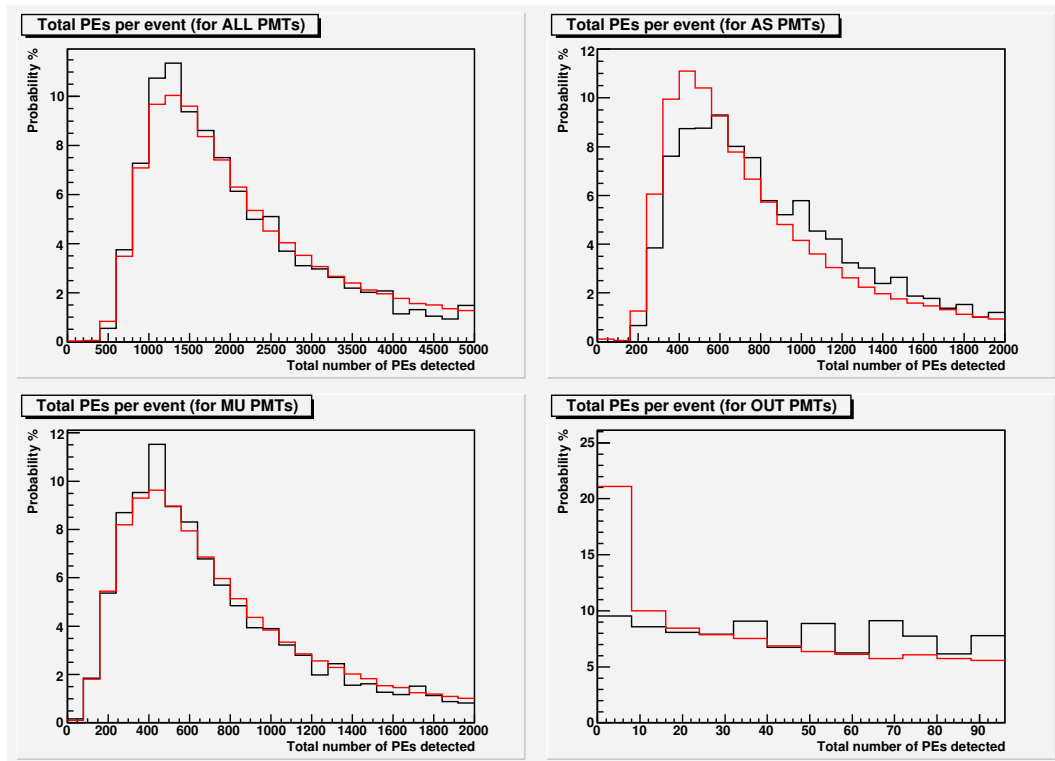 Total PEs per event (for ALL PMTs)
Probability %
10
8
6
4
2
0
0 500 1000 1500 2000 2500 3000 3500 4000 4500 5000
Total number of PEs detected
Total PEs per event (for AS PMTs)
Probability %
12
10
8
6
4
2
0
0 200 400 600 800 1000 1200 1400 1600 1800 2000
Total number of PEs detected
Total PEs per event (for MU PMTs)
Probability %
12
10
8
6
4
2
0
0 200 400 600 800 1000 1200 1400 1600 1800 2000
Total number of PEs detected
Total PEs per event (for OUT PMTs)
Probability %
25
20
15
10
5
0
0 10 20 30 40 50 60 70 80 90
Total number of PEs detected